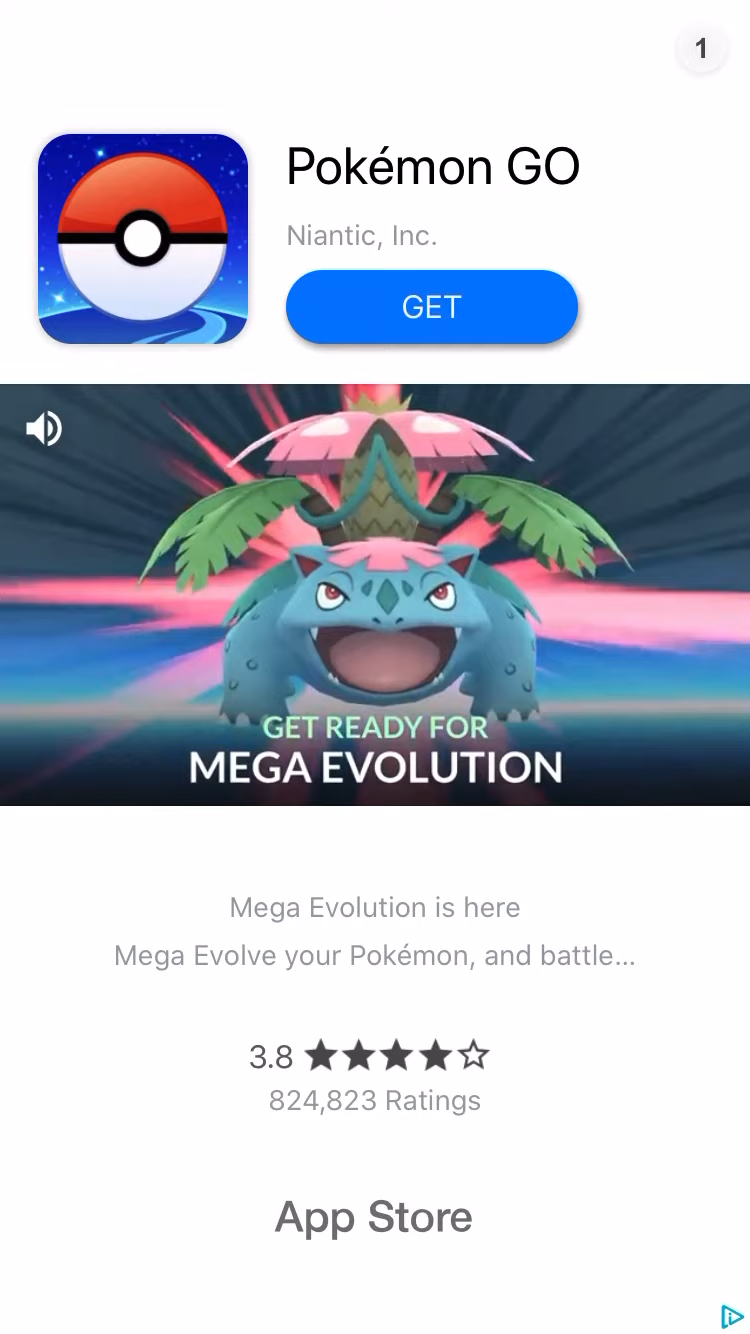 1
Pokémon GO
Niantic, Inc.
GET
GET READY FOR
MEGA EVOLUTION
Mega Evolution is here
Mega Evolve your Pokémon, and battle...
3.8
824,823 Ratings
App Store